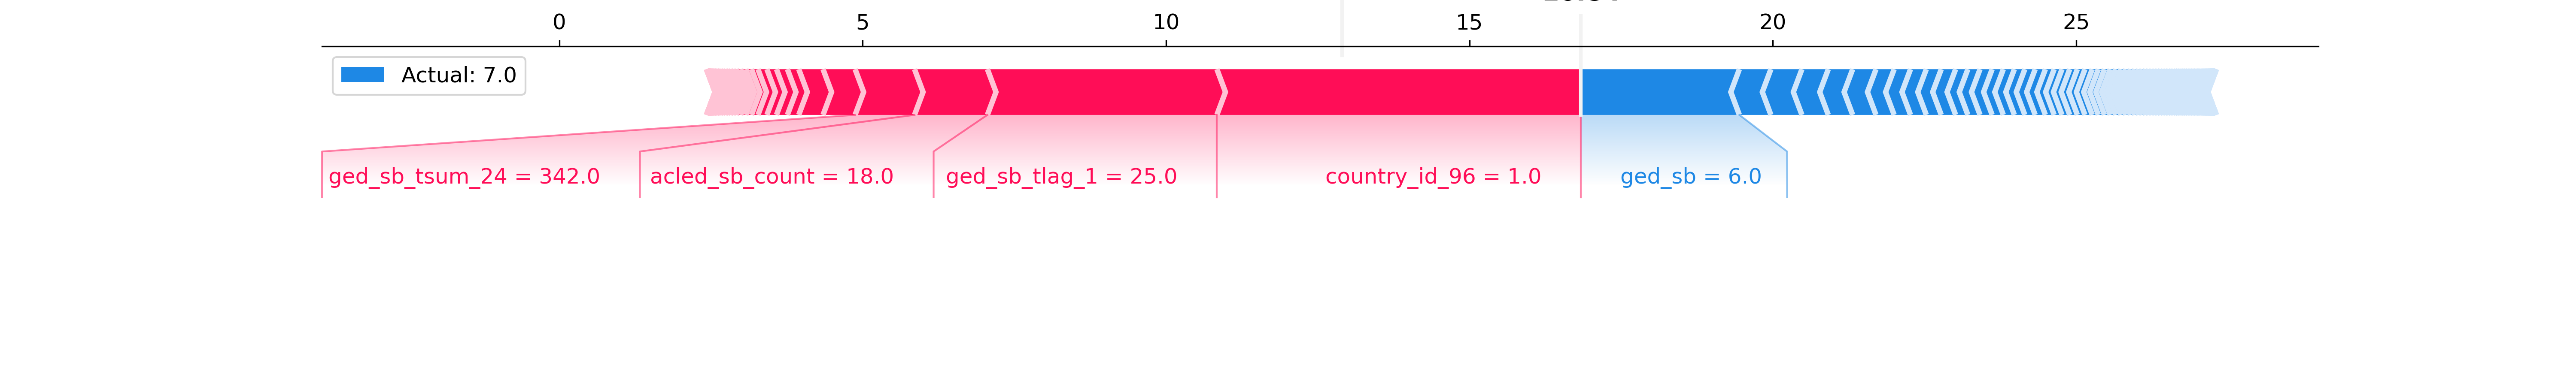 0 5 10 15 20 25
Actual: 7.0
ged_sb_tsum_24 = 342.0 acled_sb_count = 18.0 ged_sb_tlag_1 = 25.0 country_id_96 = 1.0 ged_sb = 6.0